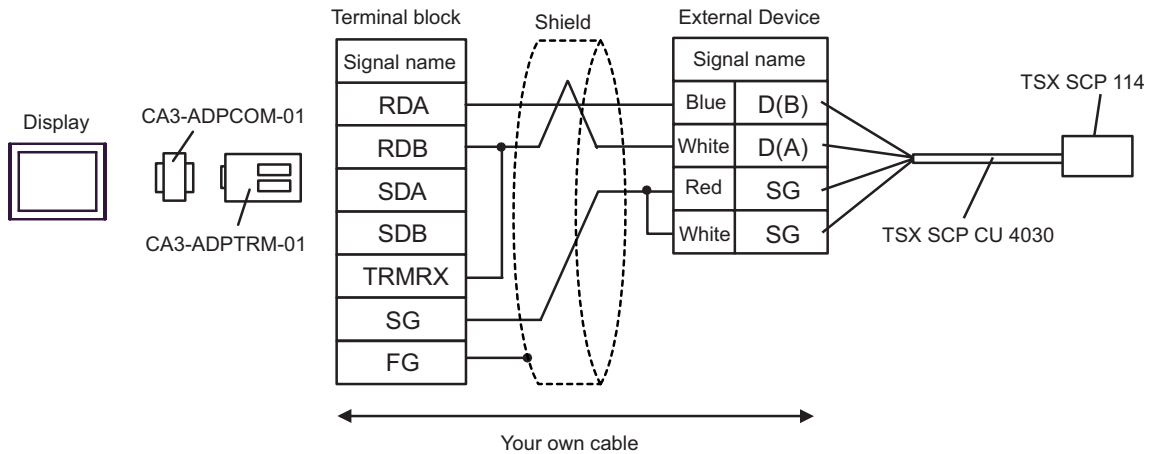 Terminal block
Shield
External Device
Signal name
Signal name
TSX SCP 114
Display
CA3-ADPCOM-01
RDA
Blue D(B)
RDB
White D(A)
SDA
Red SG
SDB
White SG
CA3-ADPTRM-01
TSX SCP CU 4030
TRMRX
SG
FG
Your own cable